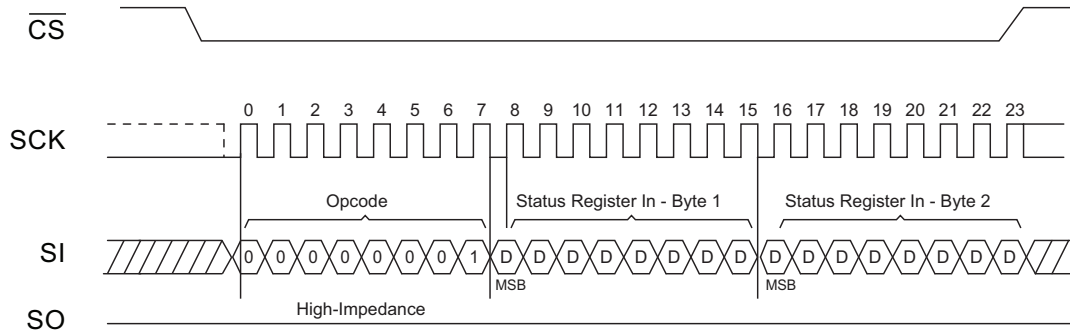 CS
SCK
0 1 2 3 4 5 6 7 8 9 10 11 12 13 14 15 16 17 18 19 20 21 22 23
Opcode
Status Register In - Byte 1
Status Register In - Byte 2
SI
0 0 0 0 0 0 0 1 D D D D D D D D D D D D D D D D
MSB
MSB
High-Impedance
SO